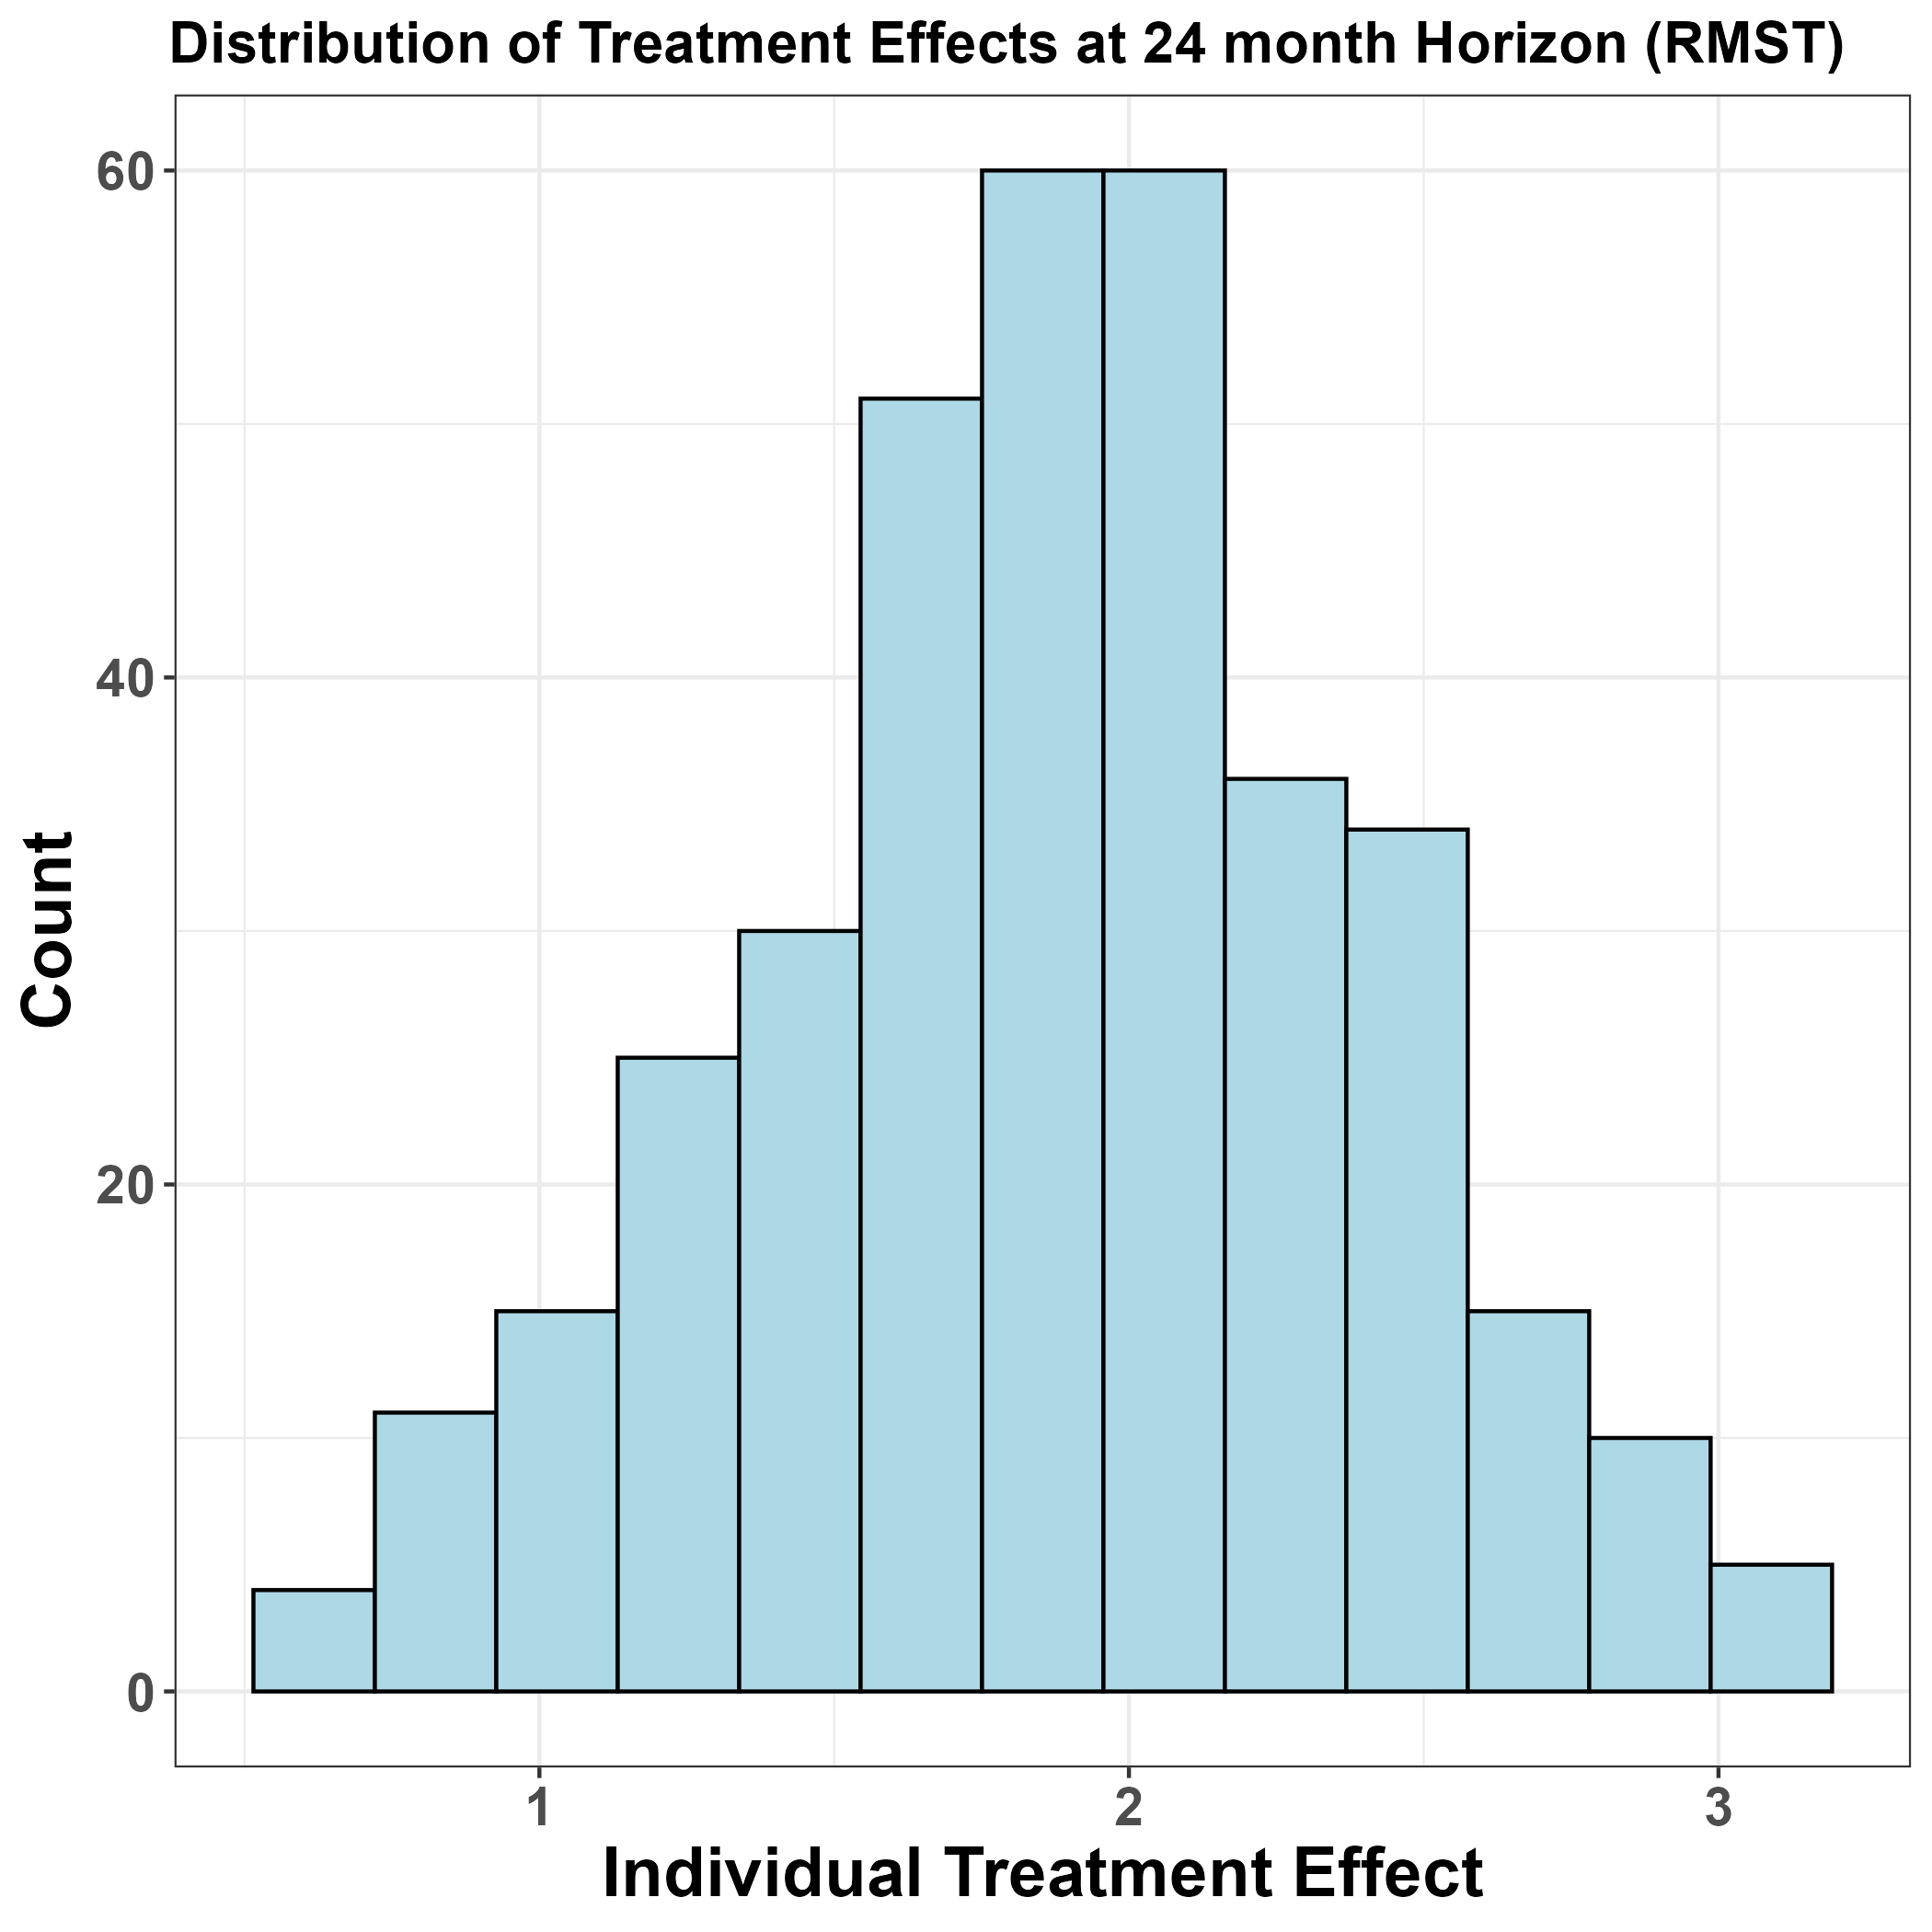 Distribution of Treatment Effects at 24 month Horizon (RMST)
60
40
20
0
Count
1 2 3
Individual Treatment Effect